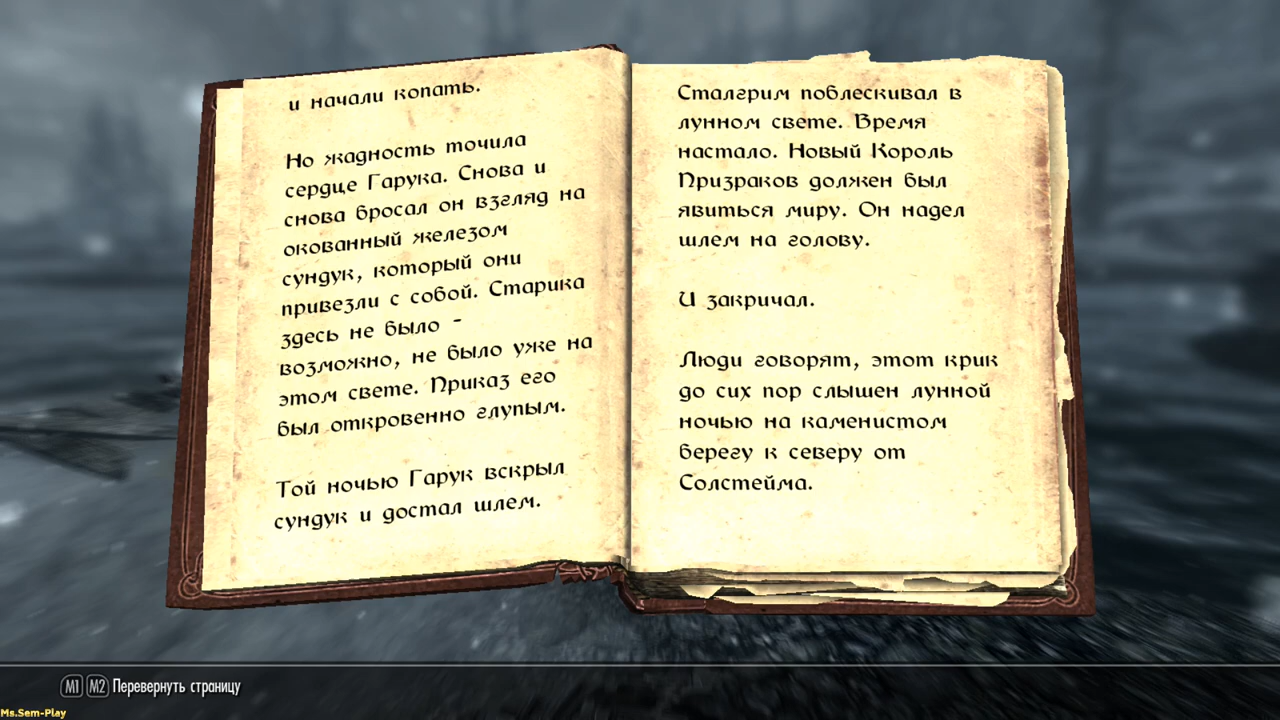 и начали копать.
Но жадность точила
сердце Гарука. Снова и
снова бросал он взгляд на
окованный железом
сундук, который они
привезли с собой. Старика
здесь не было -
возможно, не было уже на
этом свете. Приказ его
был откровенно глупым.
Той ночью Гарук вскрыл
сундук и достал шлем.
Сталгрим поблескивал в
лунном свете. Время
настало. Новый Король
Призраков должен был
явиться миру. Он надел
шлем на голову.
И закричал.
Люди говорят, этот крик
до сих пор слышен лунной
ночью на каменистом
берегу к северу от
Солстейма.
M1 M2 Перевернуть страницу
Ms.Sem-Play